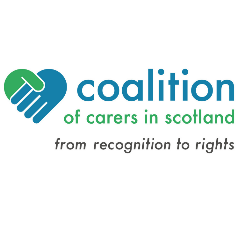 coalition
of carers in scotland
from recognition to rights